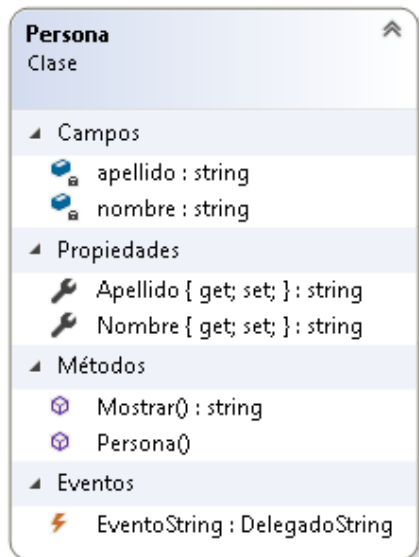 Persona
Clase
Campos
apellido : string
nombre : string
Propiedades
Apellido { get; set; } : string
Nombre { get; set; } : string
Métodos
Mostrar() : string
Persona()
Eventos
EventoString : DelegadoString